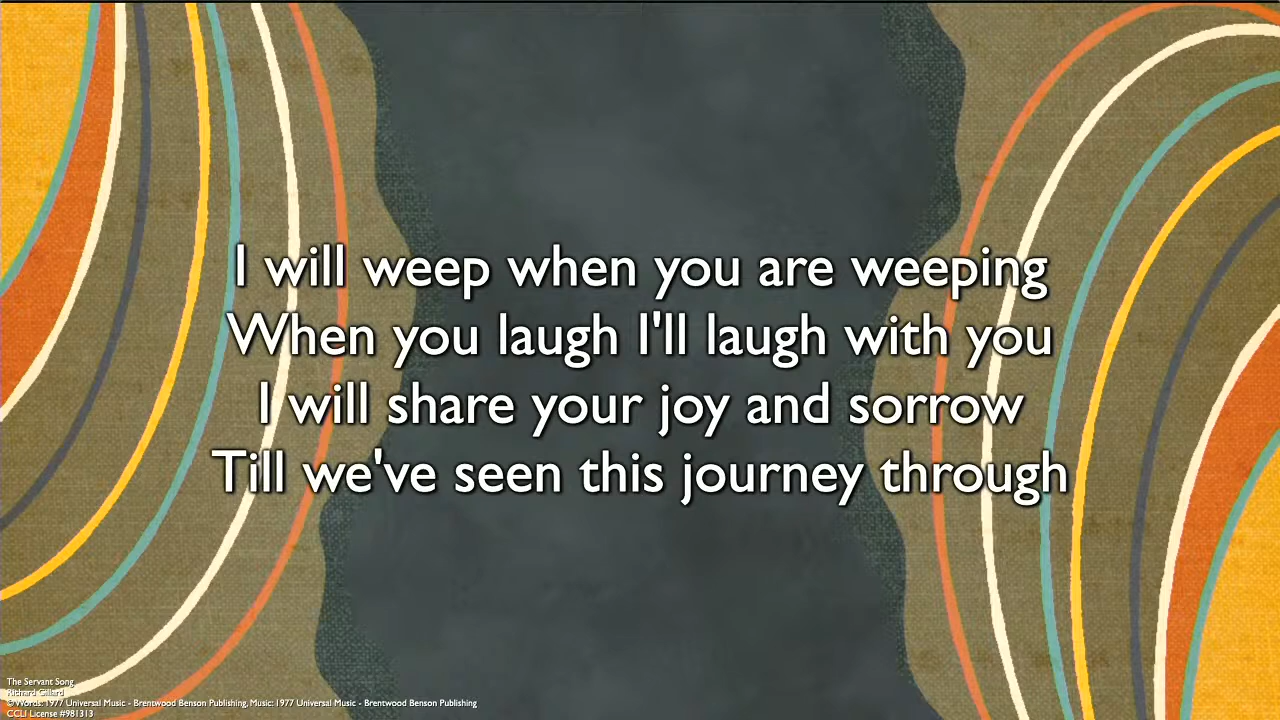 I will weep when you are weeping
When you laugh I'll laugh with you
I will share your joy and sorrow
Till we've seen this journey through
The Servant Song
Richard Gillard
©Words: 1977 Universal Music - Brentwood Benson Publishing, Music: 1977 Universal Music - Brentwood Benson Publishing
CCLI License #981313